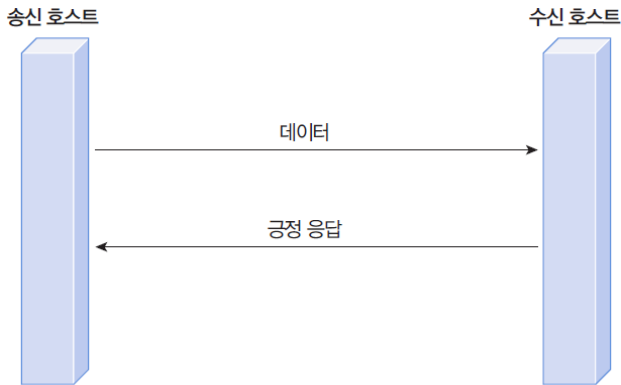 송신 호스트
수신 호스트
데이터
긍정 응답